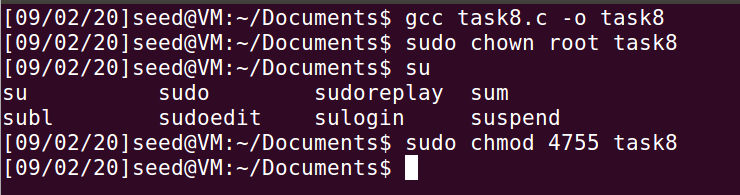 [09/02/20]seed@VM:~/Documents$ gcc task8.c -o task8
[09/02/20]seed@VM:~/Documents$ sudo chown root task8
[09/02/20]seed@VM:~/Documents$ su
su          sudo        sudoreplay  sum
subl        sudoedit    sulogin     suspend
[09/02/20]seed@VM:~/Documents$ sudo chmod 4755 task8
[09/02/20]seed@VM:~/Documents$